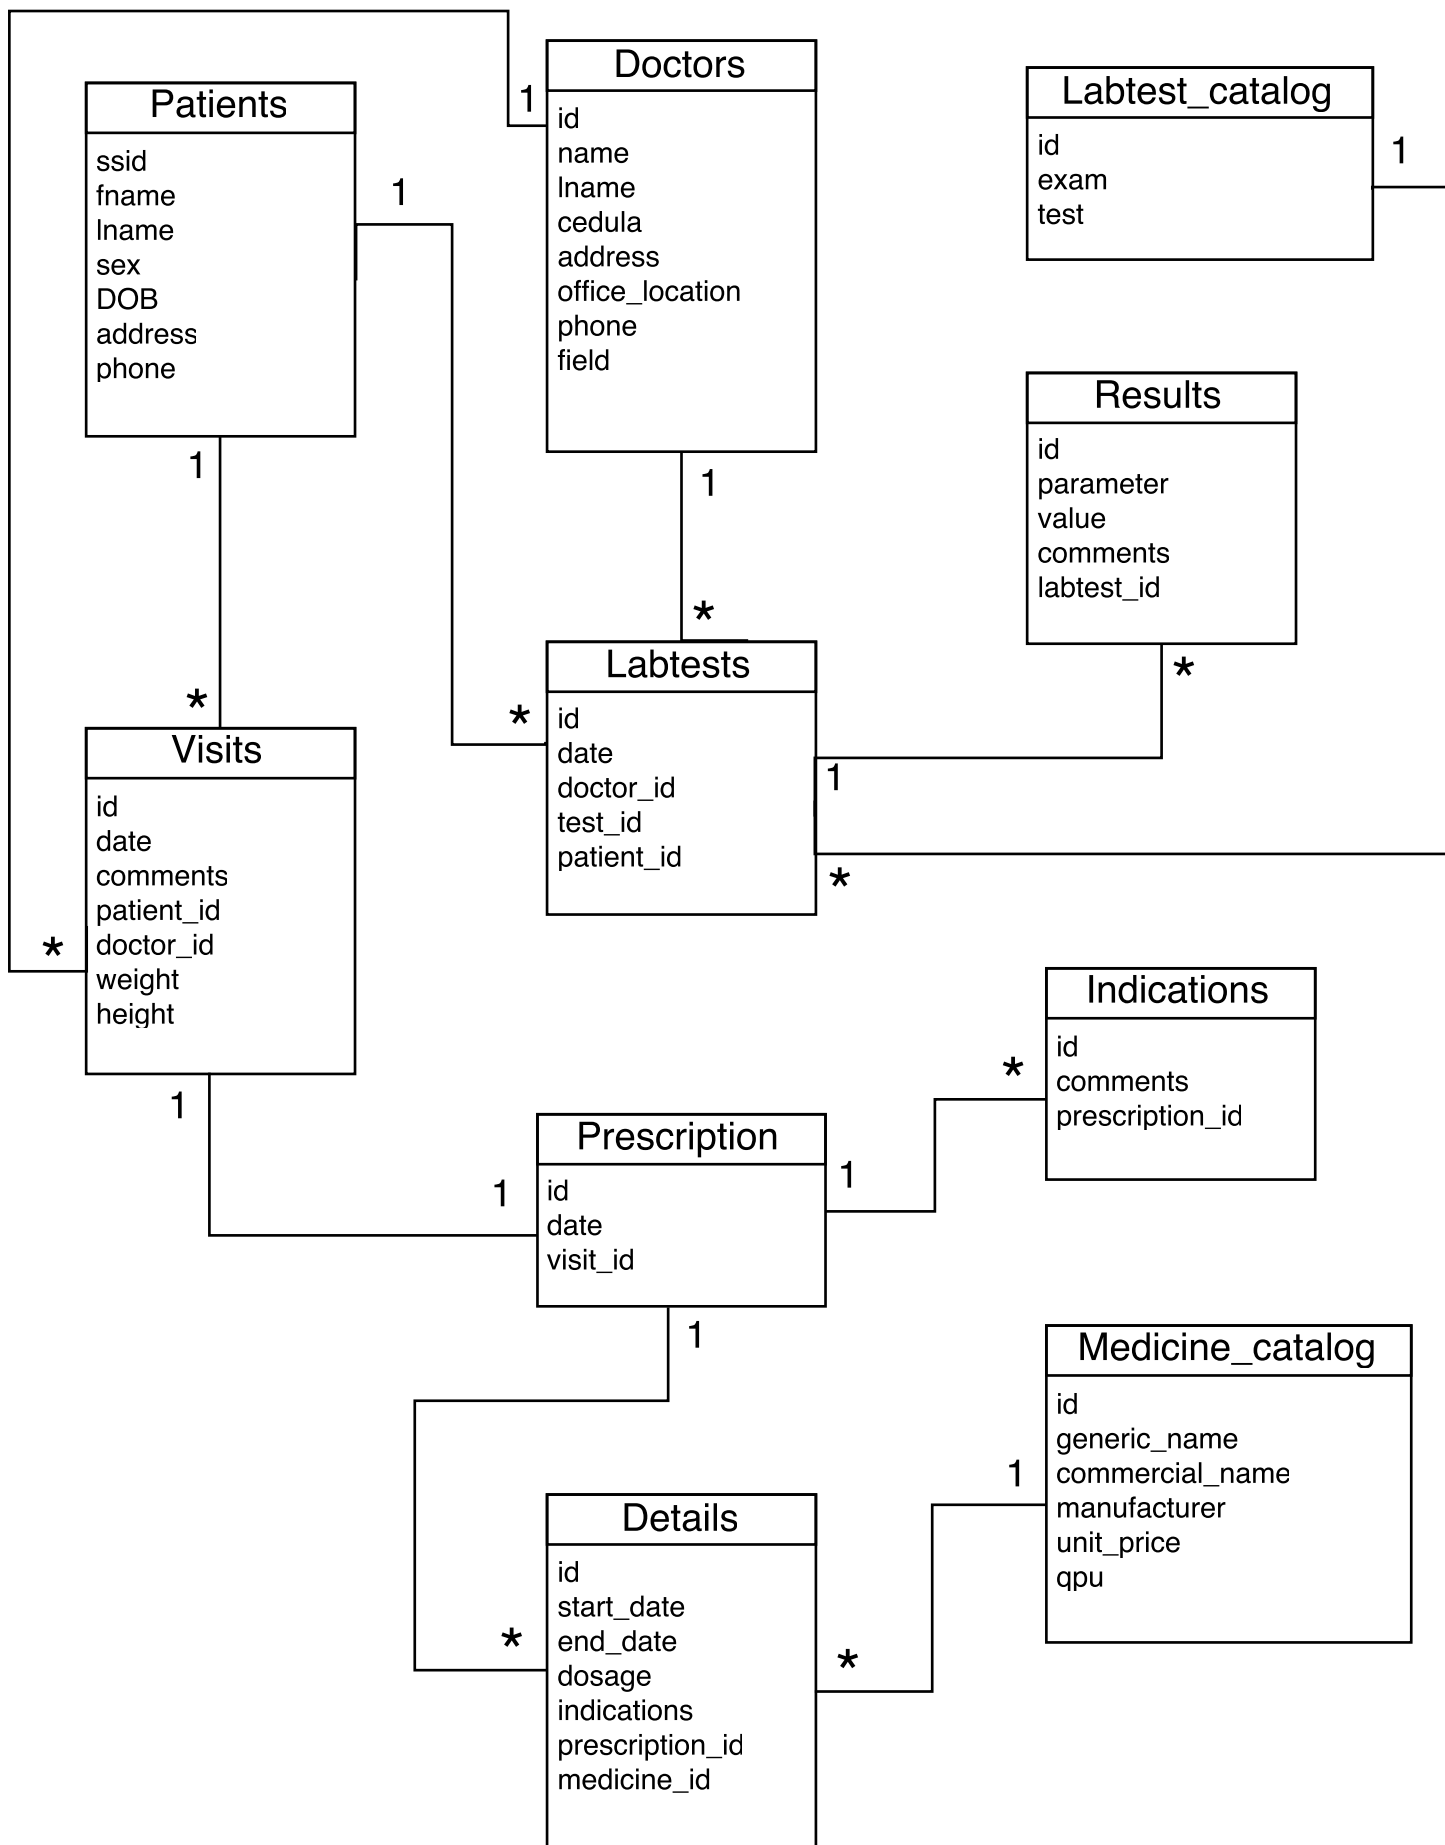 Patients
ssid
fname
lname
sex
DOB
address
phone
1
1
Doctors
1
id
name
lname
cedula
address
office_location
phone
field
1
Labtest_catalog
id
exam
test
1
Results
id
parameter
value
comments
labtest_id
*
*
Visits
id
date
comments
patient_id
doctor_id
weight
height
*
1
*
*
Labtests
id
date
doctor_id
test_id
patient_id
1
*
Indications
id
comments
prescription_id
*
Prescription
id
date
visit_id
1
1
1
Medicine_catalog
id
generic_name
commercial_name
manufacturer
unit_price
qpu
1
Details
id
start_date
end_date
dosage
indications
prescription_id
medicine_id
*
*